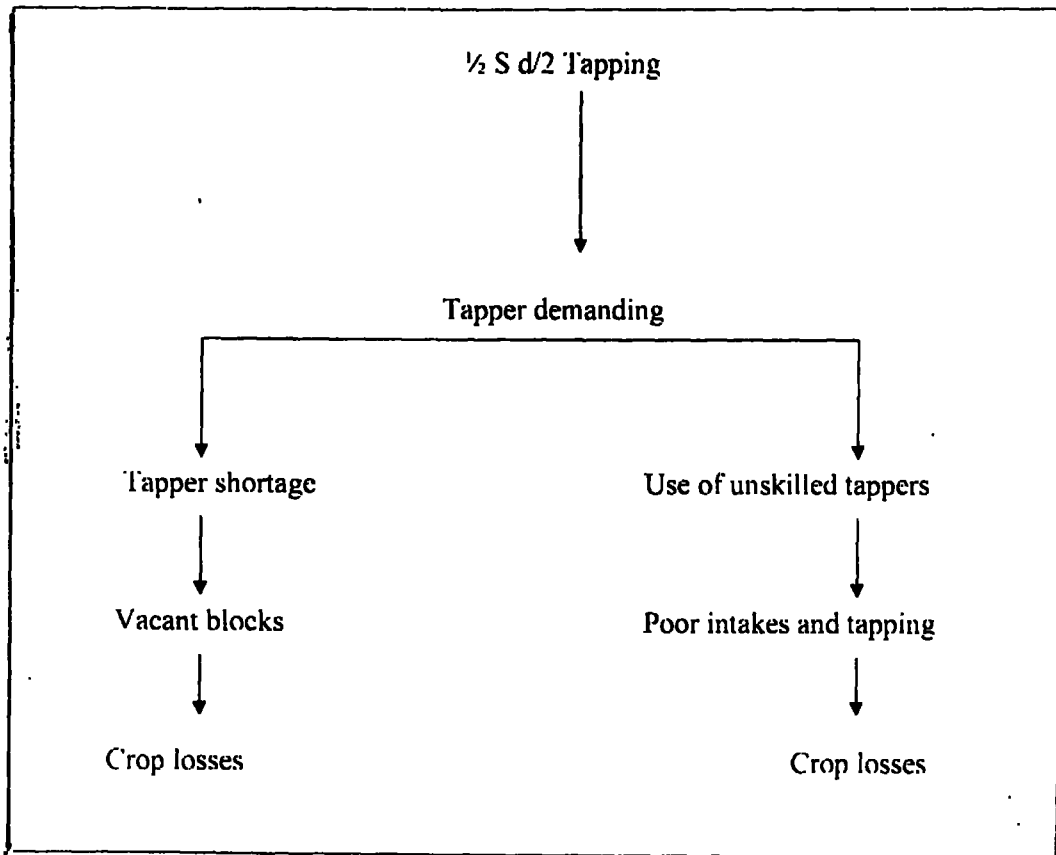 ½ S d/2 Tapping
Tapper demanding
Tapper shortage
Use of unskilled tappers
Vacant blocks
Poor intakes and tapping
Crop losses
Crop losses